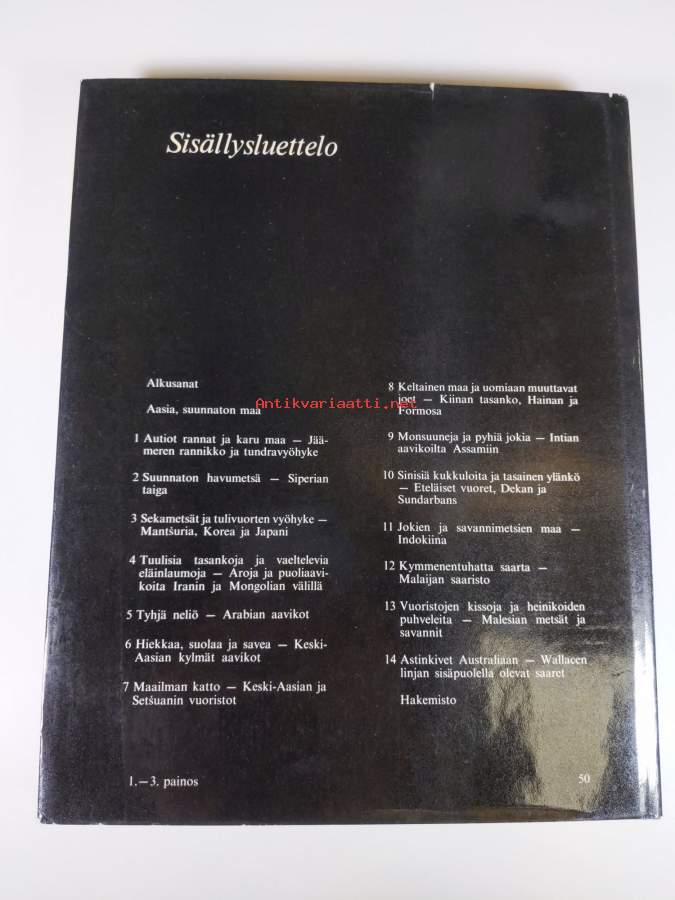 Sisällysluettelo
Alkusanat
Aasia, suunnaton maa
1 Autiot rannat ja karu maa — Jää-
meren rannikko ja tundravyöhyke
2 Suunnaton havumetsä — Siperian
taiga
3 Sekametsät ja tulivuorten vyöhyke —
Mantšuria, Korea ja Japani
4 Tuulisia tasankoja ja vaeltelevia
eläinlaumoja — Aroja ja puoliaavi-
koita Iranin ja Mongolian välillä
5 Tyhjä neliö — Arabian aavikot
6 Hiekkaa, suolaa ja savea — Keski-
Aasian kylmät aavikot
7 Maailman katto — Keski-Aasian ja
Setšuanin vuoristot
8 Keltainen maa ja uomiaan muuttavat
joet — Kiinan tasanko, Hainan ja
Formosa
9 Monsuuneja ja pyhiä jokia — Intian
aavikoilta Assamiin
10 Sinisiä kukkuloita ja tasainen ylänkö
— Eteläiset vuoret, Dekan ja
Sundarbans
11 Jokien ja savannimetsien maa —
Indokiina
12 Kymmenentuhatta saarta —
Malaijan saaristo
13 Vuoristojen kissoja ja heinikoiden
puhveleita — Malesian metsät ja
savannit
14 Astinkivet Australiaan — Wallacen
linjan sisäpuolella olevat saaret
Hakemisto
1.—3. painos
50
Antikvariaatti.net